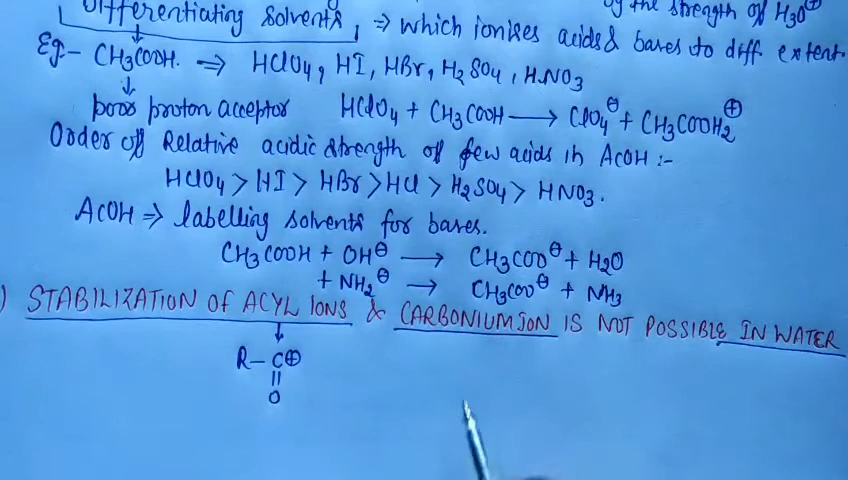 Differentiating Solvents, ⇒ which ionises acids & bases to diff. extent.
by the strength of H3O⊕
Eg- CH3COOH. ⇒ HClO4, HI, HBr, H2SO4, HNO3
↓
poor proton acceptor HClO4 + CH3COOH ⟶ ClO4⊖ + CH3COOH2⊕
Order of Relative acidic strength of few acids in AcOH :-
HClO4 > HI > HBr > HCl > H2SO4 > HNO3.
AcOH ⇒ labelling solvents for bases.
CH3COOH + OH⊖ ⟶ CH3COO⊖ + H2O
+ NH2⊖ → CH3COO⊖ + NH3
) STABILIZATION OF ACYL IONS & CARBONIUM ION IS NOT POSSIBLE IN WATER
↓
R- C⊕
||
O